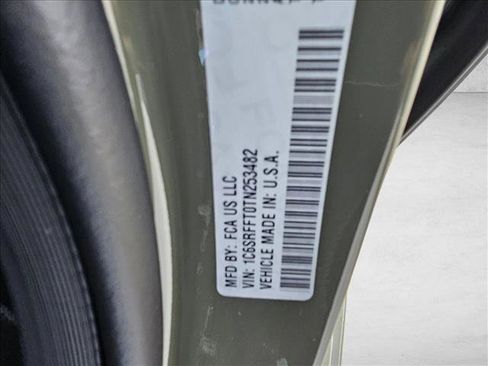 MFD BY: FCA US LLC
VIN: 1C6SRFFT0TN253482
VEHICLE MADE IN: U.S.A.